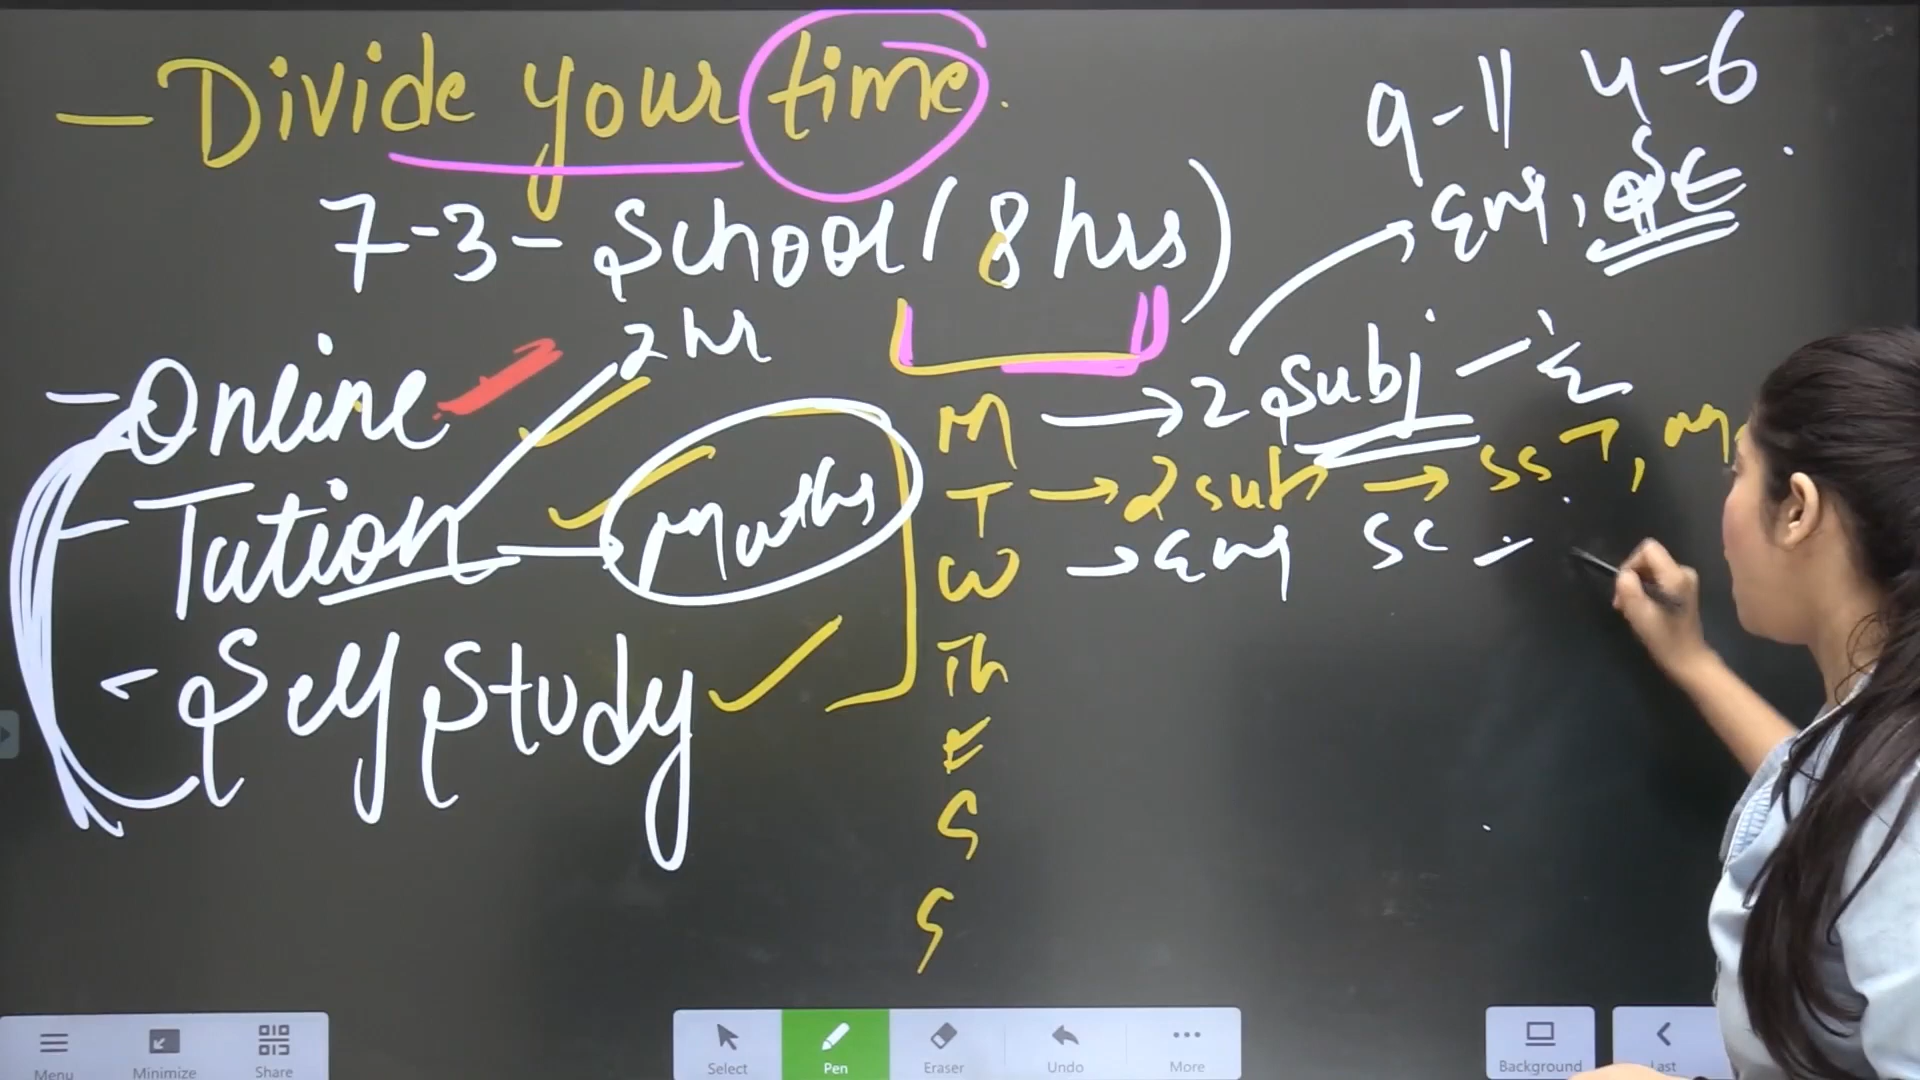 - Divide your time.
9-11 4-6
7-3- School (8 hrs)
Eng,
2 hr
- Online
M → 2 Subj -
T → 2 sub → SST,
- Tution - Maths
W → Eng Sc -
Th
- Self Study
F
S
S
Menu Minimize Share Select Pen Eraser Undo More Background Last